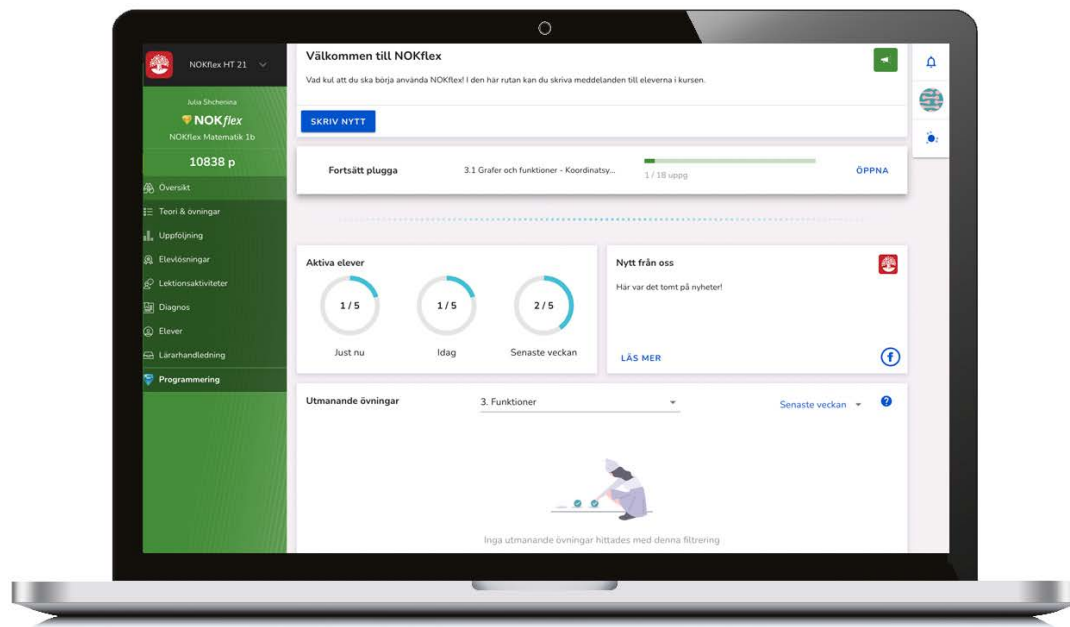 NOKflex HT 21
Julia Shchenina
NOKflex
NOKflex Matematik 1b
10838 p
Översikt
Teori & övningar
Uppföljning
Elevlösningar
Lektionsaktiviteter
Diagnos
Elever
Lärarhandledning
Programmering
Välkommen till NOKflex
Vad kul att du ska börja använda NOKflex! I den här rutan kan du skriva meddelanden till eleverna i kursen.
SKRIV NYTT
Fortsätt plugga
3.1 Grafer och funktioner - Koordinatsy...
1 / 18 uppg
ÖPPNA
Aktiva elever
1 / 5
1 / 5
2 / 5
Just nu
Idag
Senaste veckan
Nytt från oss
Här var det tomt på nyheter!
LÄS MER
Utmanande övningar
3. Funktioner
Senaste veckan
Inga utmanande övningar hittades med denna filtrering